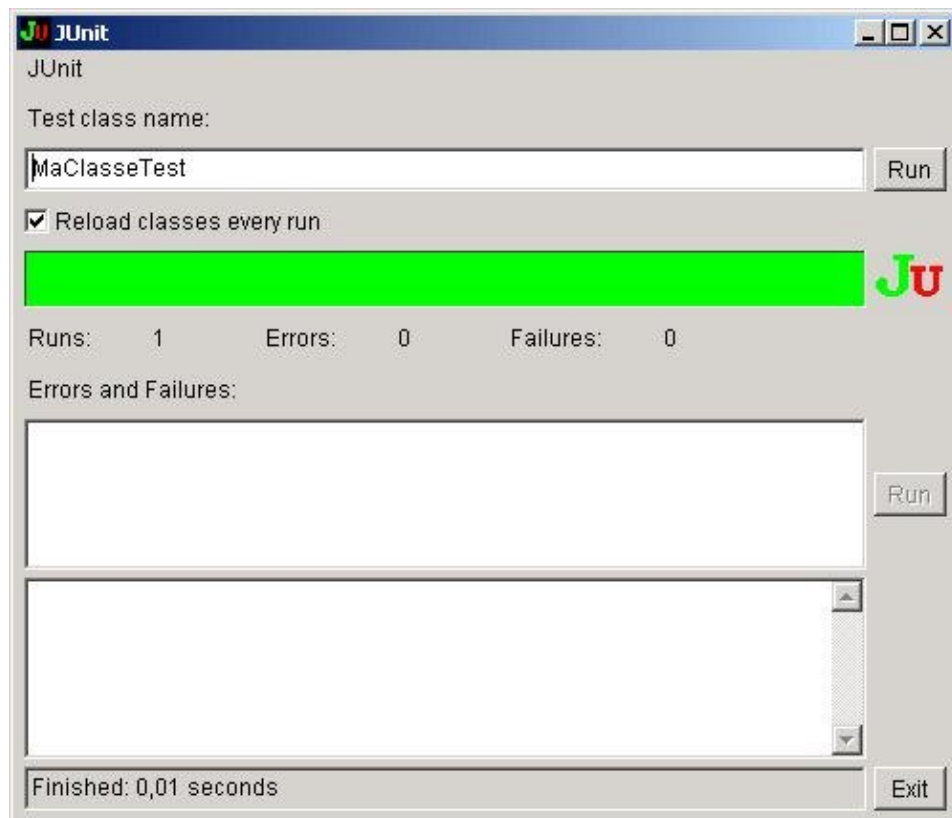 JU JUnit
JUnit
Test class name:
MaClasseTest
Run
Reload classes every run
JU
Runs: 1 Errors: 0 Failures: 0
Errors and Failures:
Run
Finished: 0,01 seconds
Exit